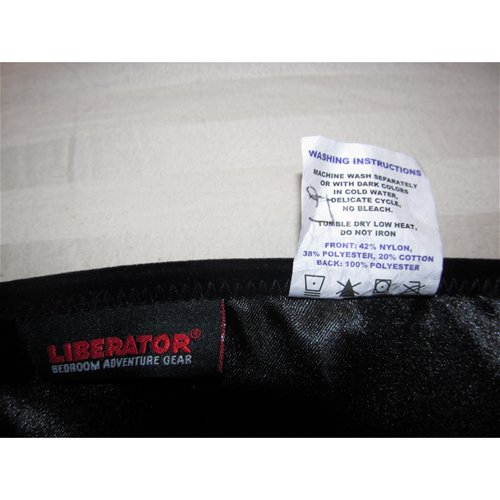 WASHING INSTRUCTIONS
MACHINE WASH SEPARATELY
OR WITH DARK COLORS
IN COLD WATER,
DELICATE CYCLE,
NO BLEACH.
TUMBLE DRY LOW HEAT,
DO NOT IRON
FRONT: 42% NYLON,
38% POLYESTER, 20% COTTON
BACK: 100% POLYESTER
LIBERATOR®
BEDROOM ADVENTURE GEAR